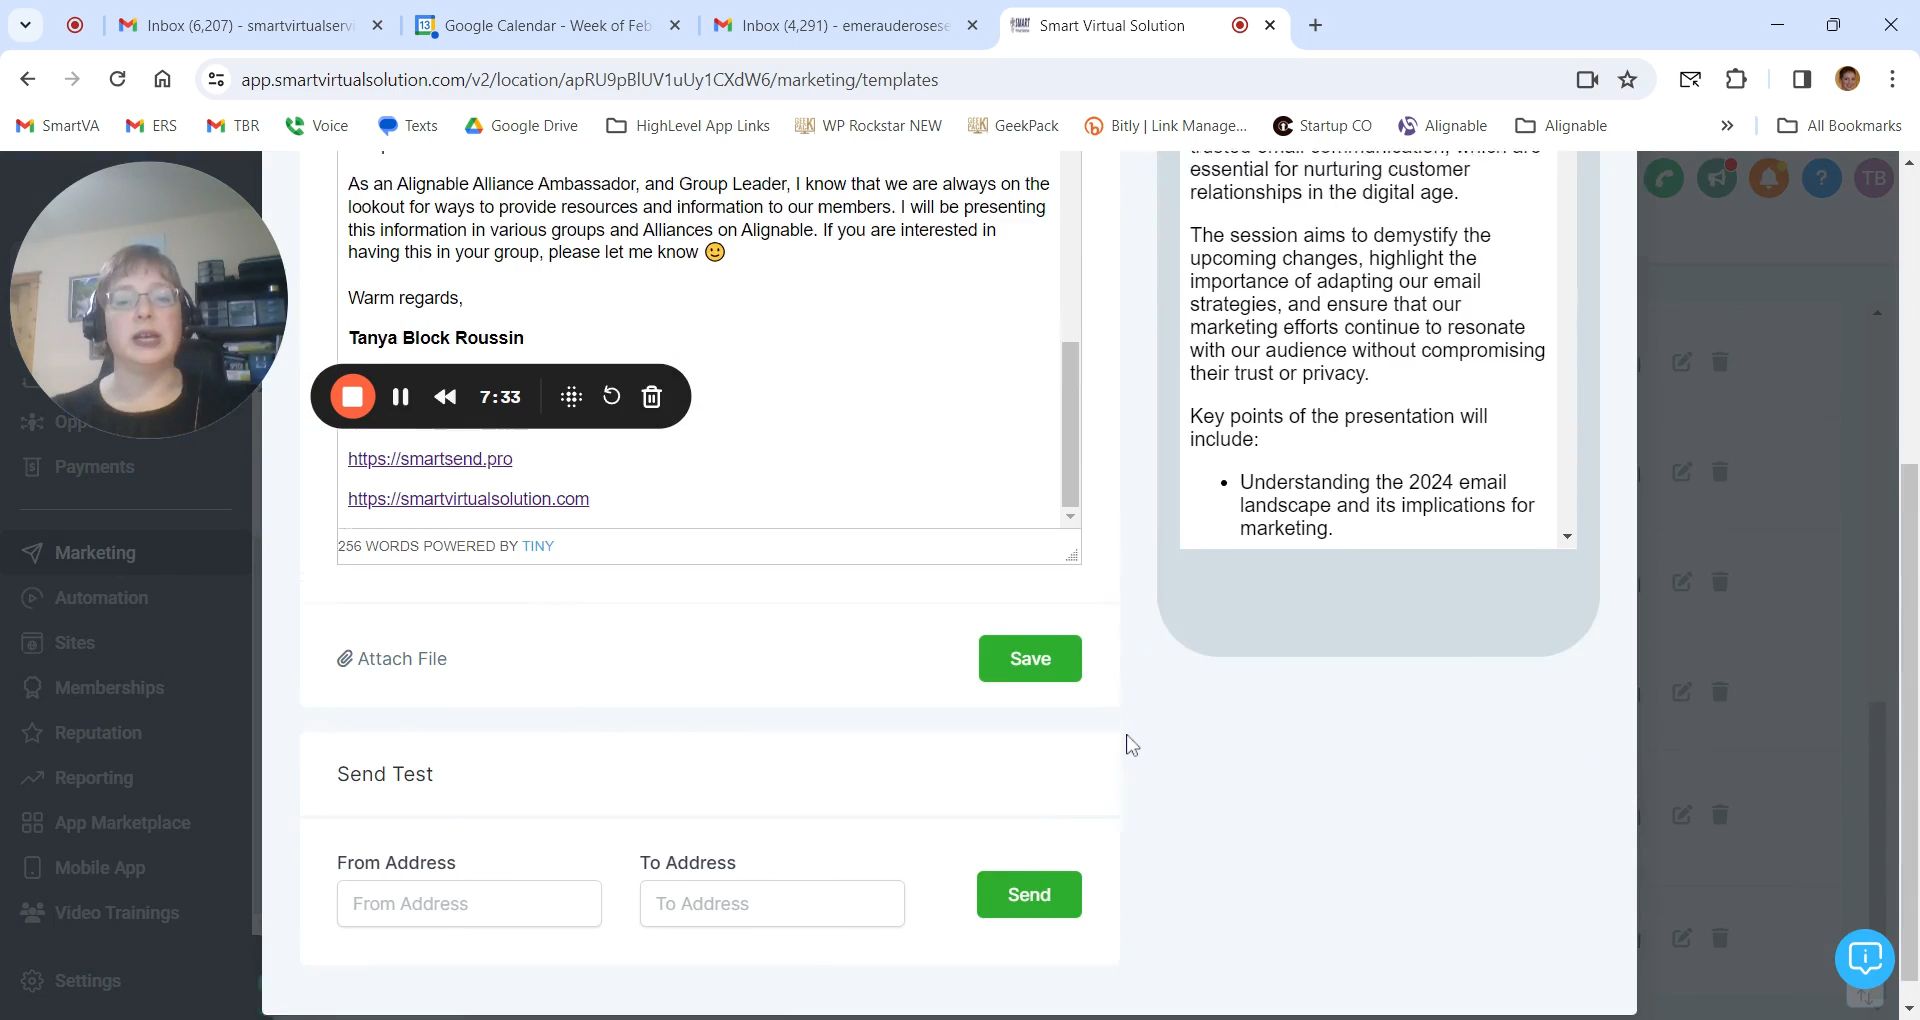 Inbox (6,207) - smartvirtualservi
Google Calendar - Week of Feb
Inbox (4,291) - emerauderosese
Smart Virtual Solution
app.smartvirtualsolution.com/v2/location/apRU9pBlUV1uUy1CXdW6/marketing/templates
SmartVA
ERS
TBR
Voice
Texts
Google Drive
HighLevel App Links
WP Rockstar NEW
GeekPack
Bitly | Link Manage...
Startup CO
Alignable
Alignable
»
All Bookmarks
As an Alignable Alliance Ambassador, and Group Leader, I know that we are always on the
lookout for ways to provide resources and information to our members. I will be presenting
this information in various groups and Alliances on Alignable. If you are interested in
having this in your group, please let me know 🙂
Warm regards,
Tanya Block Roussin
7:33
https://smartsend.pro
https://smartvirtualsolution.com
256 WORDS POWERED BY TINY
Attach File
Save
Send Test
From Address
To Address
From Address
To Address
Send
trusted email communication, which are
essential for nurturing customer
relationships in the digital age.
The session aims to demystify the
upcoming changes, highlight the
importance of adapting our email
strategies, and ensure that our
marketing efforts continue to resonate
with our audience without compromising
their trust or privacy.
Key points of the presentation will
include:
• Understanding the 2024 email
landscape and its implications for
marketing.
TB
Payments
Marketing
Automation
Sites
Memberships
Reputation
Reporting
App Marketplace
Mobile App
Video Trainings
Settings